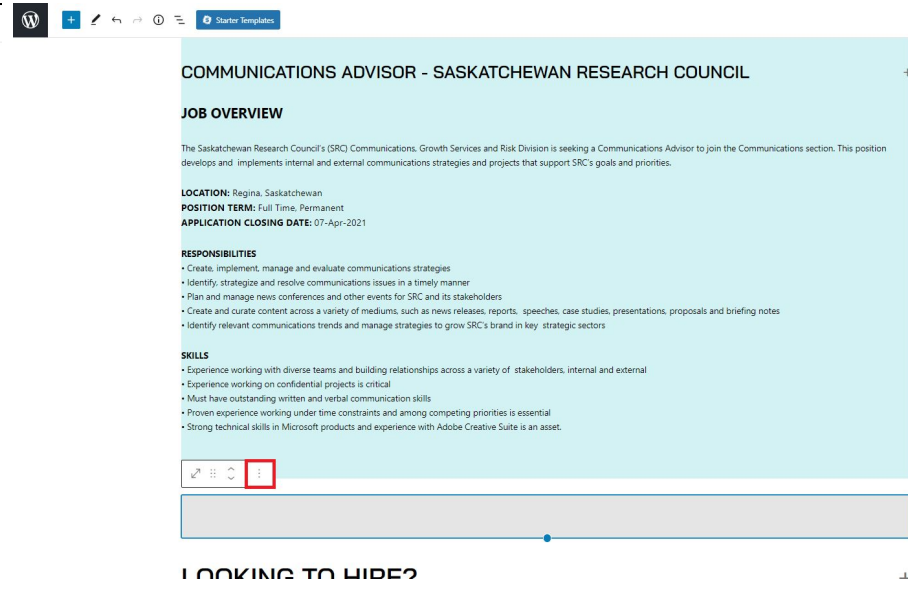 Starter Templates
COMMUNICATIONS ADVISOR - SASKATCHEWAN RESEARCH COUNCIL
JOB OVERVIEW
The Saskatchewan Research Council's (SRC) Communications, Growth Services and Risk Division is seeking a Communications Advisor to join the Communications section. This position
develops and implements internal and external communications strategies and projects that support SRC's goals and priorities.
LOCATION: Regina, Saskatchewan
POSITION TERM: Full Time, Permanent
APPLICATION CLOSING DATE: 07-Apr-2021
RESPONSIBILITIES
• Create, implement, manage and evaluate communications strategies
• Identify, strategize and resolve communications issues in a timely manner
• Plan and manage news conferences and other events for SRC and its stakeholders
• Create and curate content across a variety of mediums, such as news releases, reports, speeches, case studies, presentations, proposals and briefing notes
• Identify relevant communications trends and manage strategies to grow SRC's brand in key strategic sectors
SKILLS
• Experience working with diverse teams and building relationships across a variety of stakeholders, internal and external
• Experience working on confidential projects is critical
• Must have outstanding written and verbal communication skills
• Proven experience working under time constraints and among competing priorities is essential
• Strong technical skills in Microsoft products and experience with Adobe Creative Suite is an asset.
LOOKING TO HIRE?